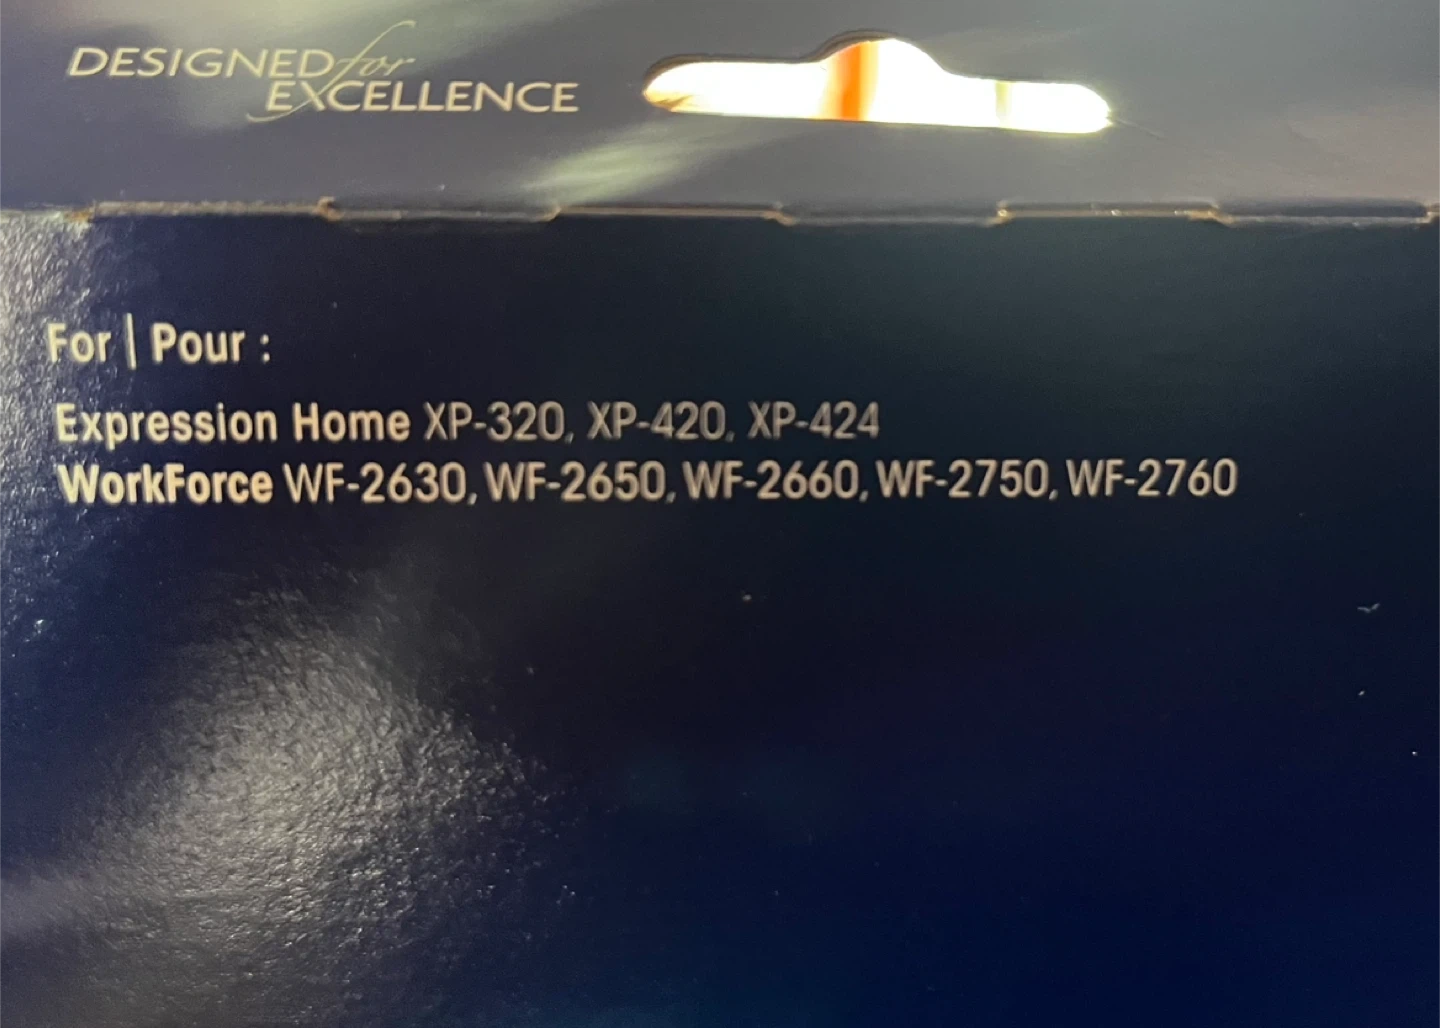 DESIGNED for
EXCELLENCE
For | Pour :
Expression Home XP-320, XP-420, XP-424
WorkForce WF-2630, WF-2650, WF-2660, WF-2750, WF-2760